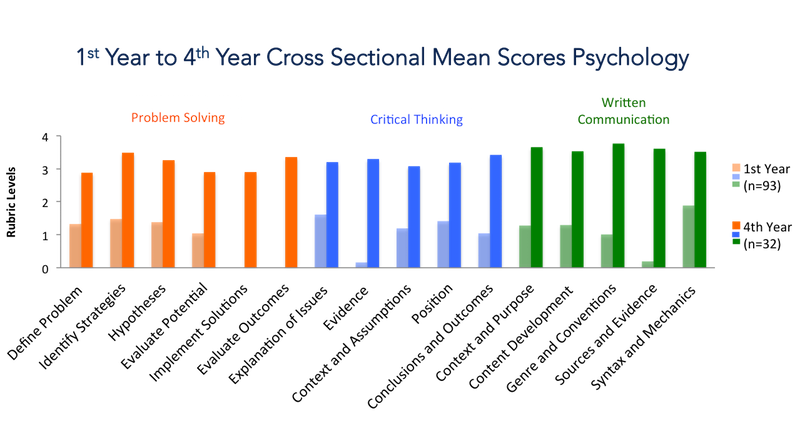 1st Year to 4th Year Cross Sectional Mean Scores Psychology
Problem Solving
Critical Thinking
Written
Communication
Rubric Levels
4
3
2
1
0
1st Year
(n=93)
4th Year
(n=32)
Define Problem
Identify Strategies
Hypotheses
Evaluate Potential
Implement Solutions
Evaluate Outcomes
Explanation of Issues
Evidence
Context and Assumptions
Position
Conclusions and Outcomes
Context and Purpose
Content Development
Genre and Conventions
Sources and Evidence
Syntax and Mechanics